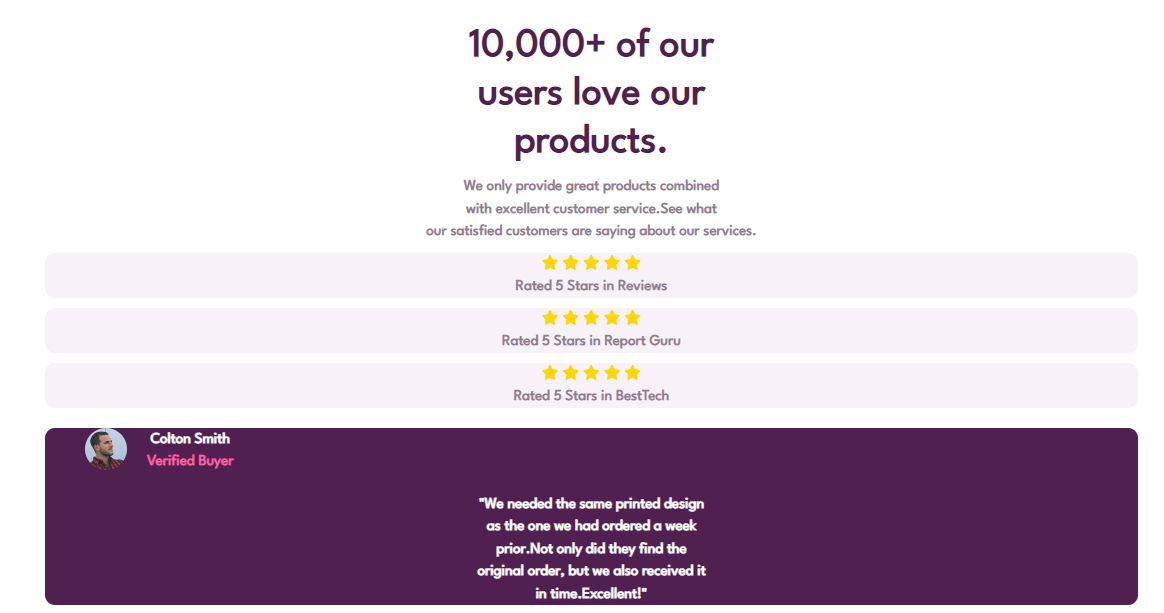 10,000+ of our
users love our
products.
We only provide great products combined
with excellent customer service.See what
our satisfied customers are saying about our services.
Rated 5 Stars in Reviews
Rated 5 Stars in Report Guru
Rated 5 Stars in BestTech
Colton Smith
Verified Buyer
"We needed the same printed design
as the one we had ordered a week
prior.Not only did they find the
original order, but we also received it
in time.Excellent!"